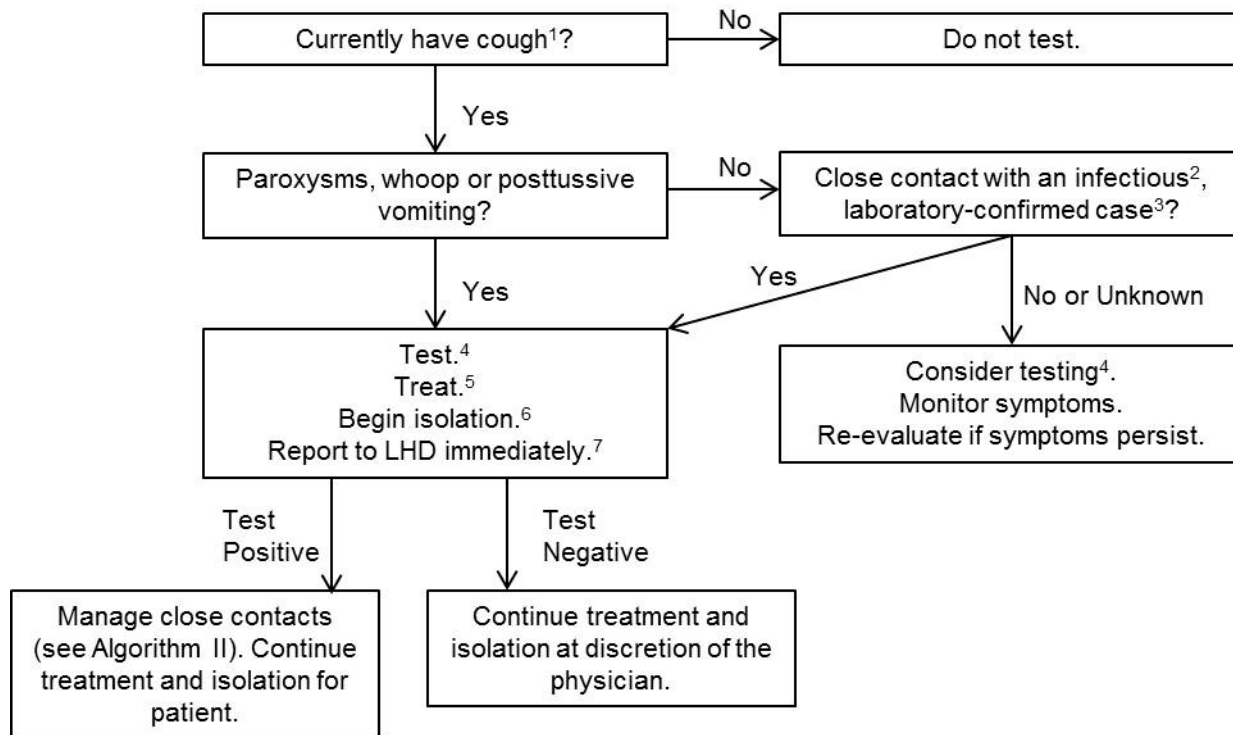 Currently have cough¹?
No
Do not test.
Yes
Paroxysms, whoop or posttussive
vomiting?
No
Close contact with an infectious²,
laboratory-confirmed case³?
Yes
Yes
No or Unknown
Test.⁴
Treat.⁵
Begin isolation.⁶
Report to LHD immediately.⁷
Consider testing⁴.
Monitor symptoms.
Re-evaluate if symptoms persist.
Test
Positive
Test
Negative
Manage close contacts
(see Algorithm II). Continue
treatment and isolation for
patient.
Continue treatment and
isolation at discretion of the
physician.